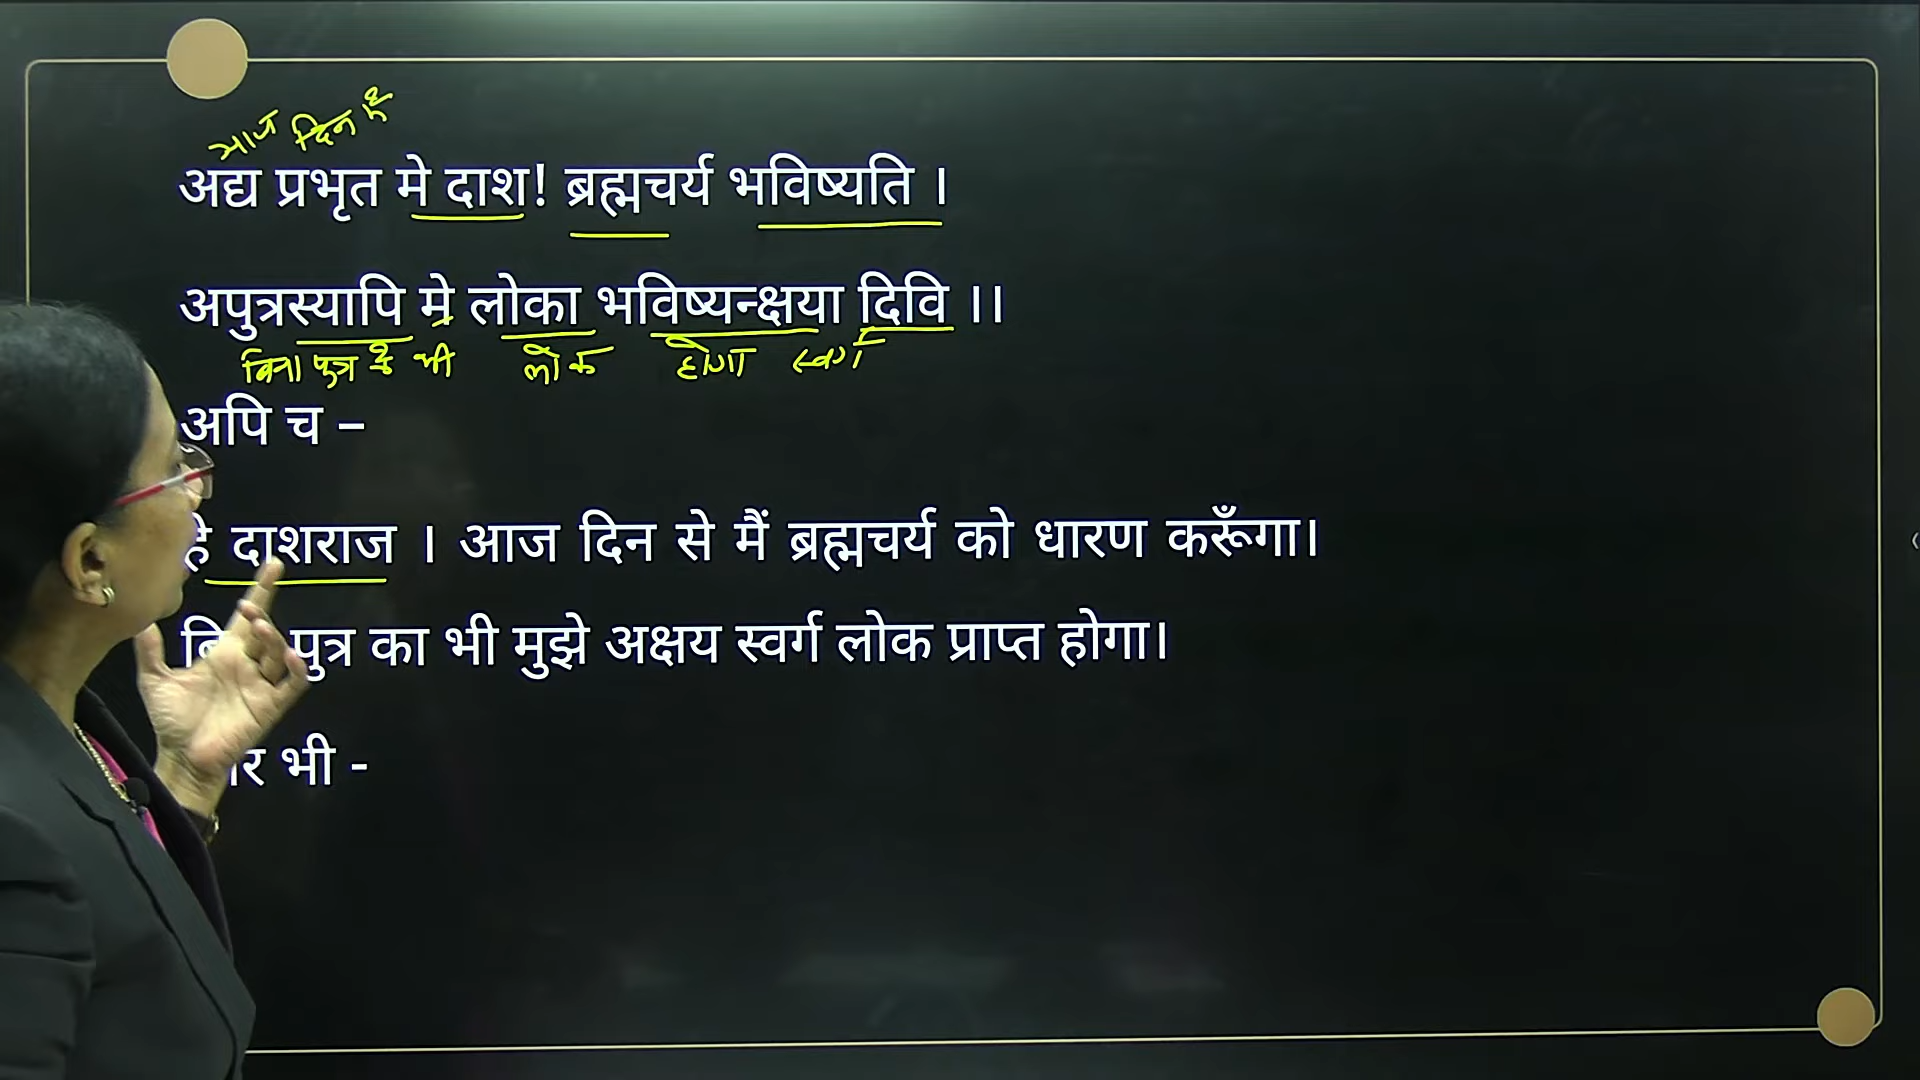 आज दिन से
अद्य प्रभृत मे दाश! ब्रह्मचर्य भविष्यति ।
अपुत्रस्यापि मे लोका भविष्यन्क्षया दिवि ।।
बिना पुत्र के भी लोक होगा स्वर्ग
अपि च –
हे दाशराज । आज दिन से मैं ब्रह्मचर्य को धारण करूँगा।
पुत्र का भी मुझे अक्षय स्वर्ग लोक प्राप्त होगा।
भी -